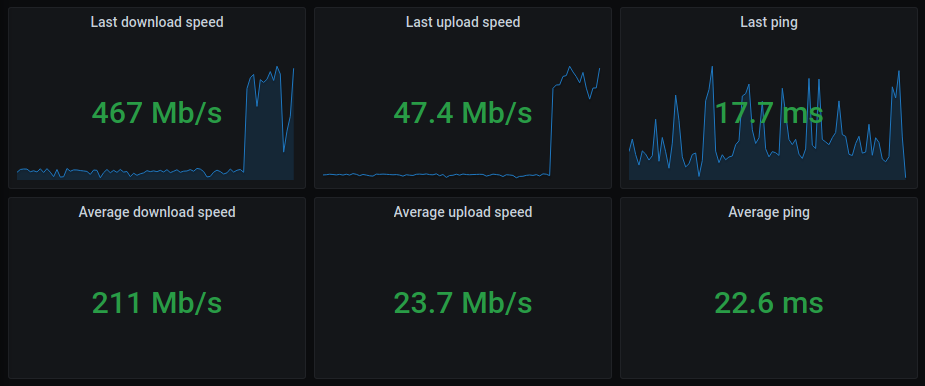 Last download speed
Last upload speed
Last ping
467 Mb/s
47.4 Mb/s
17.7 ms
Average download speed
Average upload speed
Average ping
211 Mb/s
23.7 Mb/s
22.6 ms